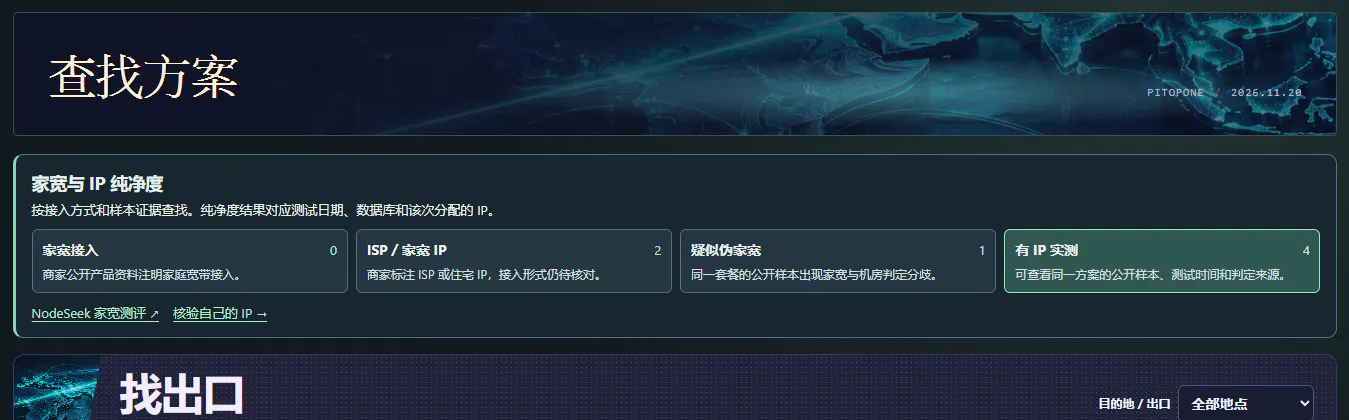 查找方案
PITOPONE / 2026.11.20
家宽与 IP 纯净度
按接入方式和样本证据查找。纯净度结果对应测试日期、数据库和该次分配的 IP。
家宽接入 0
商家公开产品资料注明家庭宽带接入。
ISP / 家宽 IP 2
商家标注 ISP 或住宅 IP，接入形式仍待核对。
疑似伪家宽 1
同一套餐的公开样本出现家宽与机房判定分歧。
有 IP 实测 4
可查看同一方案的公开样本、测试时间和判定来源。
NodeSeek 家宽测评 ↗ 核验自己的 IP →
找出口
目的地 / 出口 全部地点